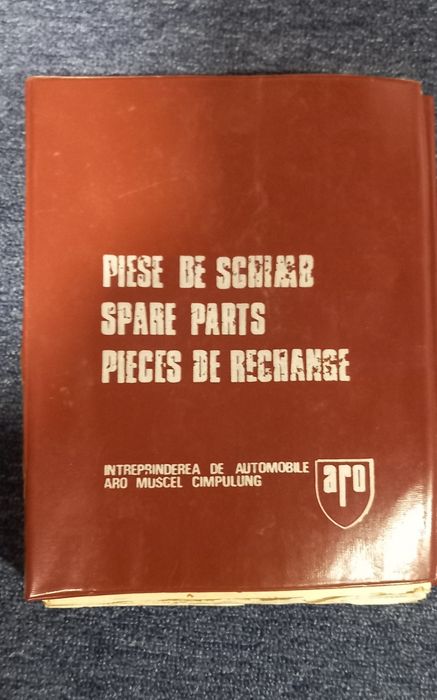 PIESE DE SCHIMB
SPARE PARTS
PIECES DE RECHANGE
INTREPRINDEREA DE AUTOMOBILE
ARO MUSCEL CIMPULUNG
aro